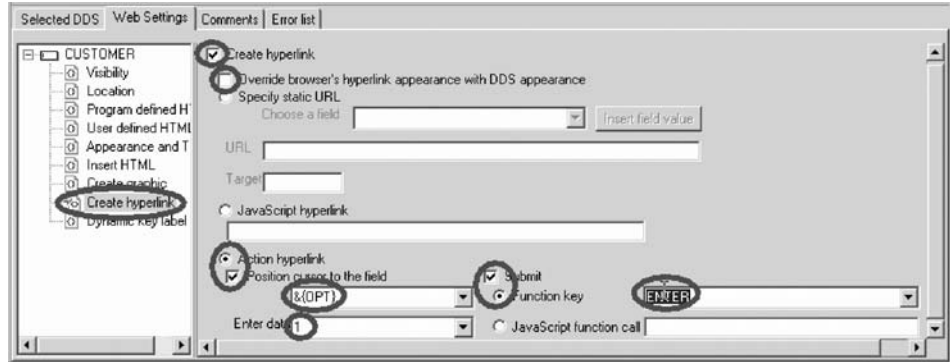 Selected DDS Web Settings Comments Error list
CUSTOMER
Visibility
Location
Program defined H
User defined HTML
Appearance and T
Insert HTML
Create graphic
Create hyperlink
Dynamic key label
Create hyperlink
Override browser's hyperlink appearance with DDS appearance
Specify static URL
Choose a field
Insert field value
URL
Target
JavaScript hyperlink
Action hyperlink
Position cursor to the field
Submit
&{OPT}
Function key
ENTER
Enter data
1
JavaScript function call